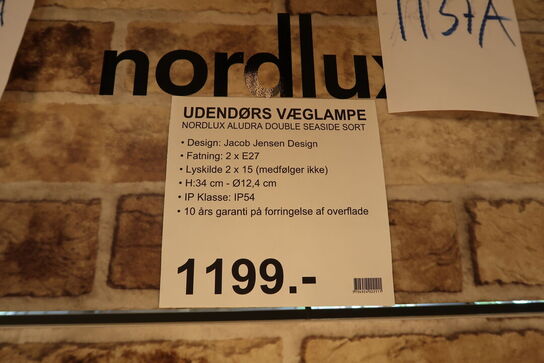 nordlux
115TA
UDENDØRS VÆGLAMPE
NORDLUX ALUDRA DOUBLE SEASIDE SORT
• Design: Jacob Jensen Design
• Fatning: 2 x E27
• Lyskilde 2 x 15 (medfølger ikke)
• H:34 cm - Ø12,4 cm
• IP Klasse: IP54
• 10 års garanti på forringelse af overflade
1199.-